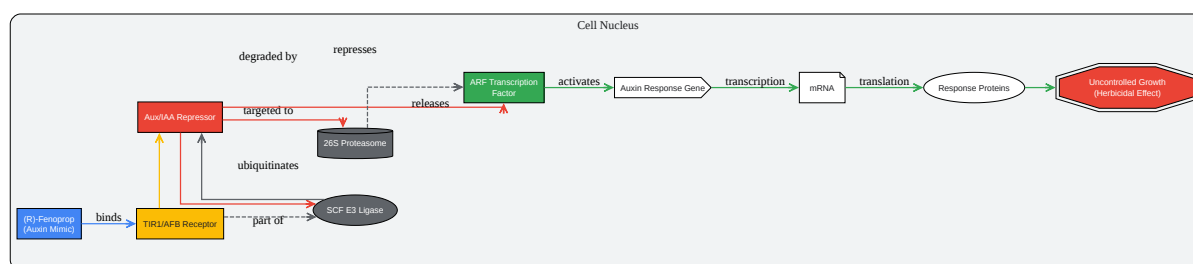 Cell Nucleus
represses
degraded by
ARF Transcription
Factor
activates
Auxin Response Gene
transcription
mRNA
translation
Response Proteins
Uncontrolled Growth
(Herbicidal Effect)
releases
Aux/IAA Repressor
targeted to
26S Proteasome
ubiquitinates
SCF E3 Ligase
(R)-Fenoprop
(Auxin Mimic)
binds
TIR1/AFB Receptor
part of